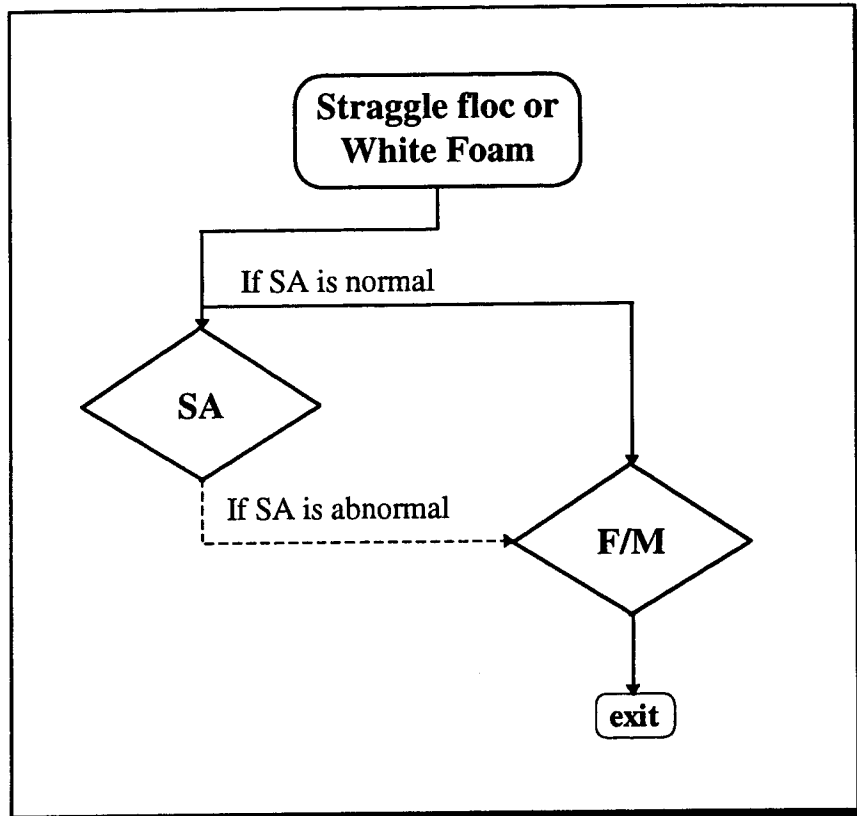 Straggle floc or
White Foam
If SA is normal
SA
If SA is abnormal
F/M
exit